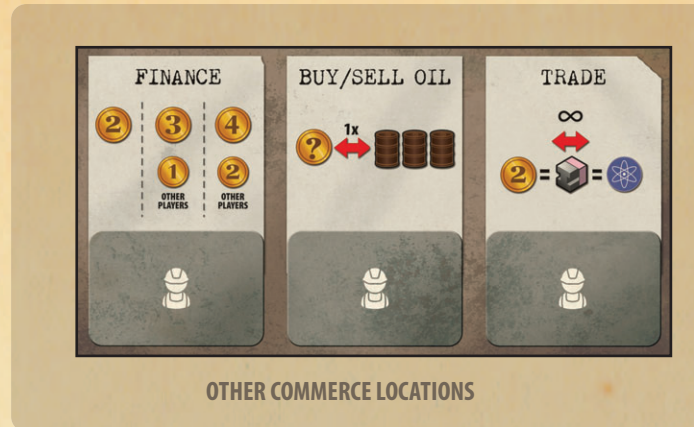 FINANCE
2
3
4
1
2
OTHER
PLAYERS
OTHER
PLAYERS
BUY/SELL OIL
?
1x
TRADE
∞
2 = =
OTHER COMMERCE LOCATIONS